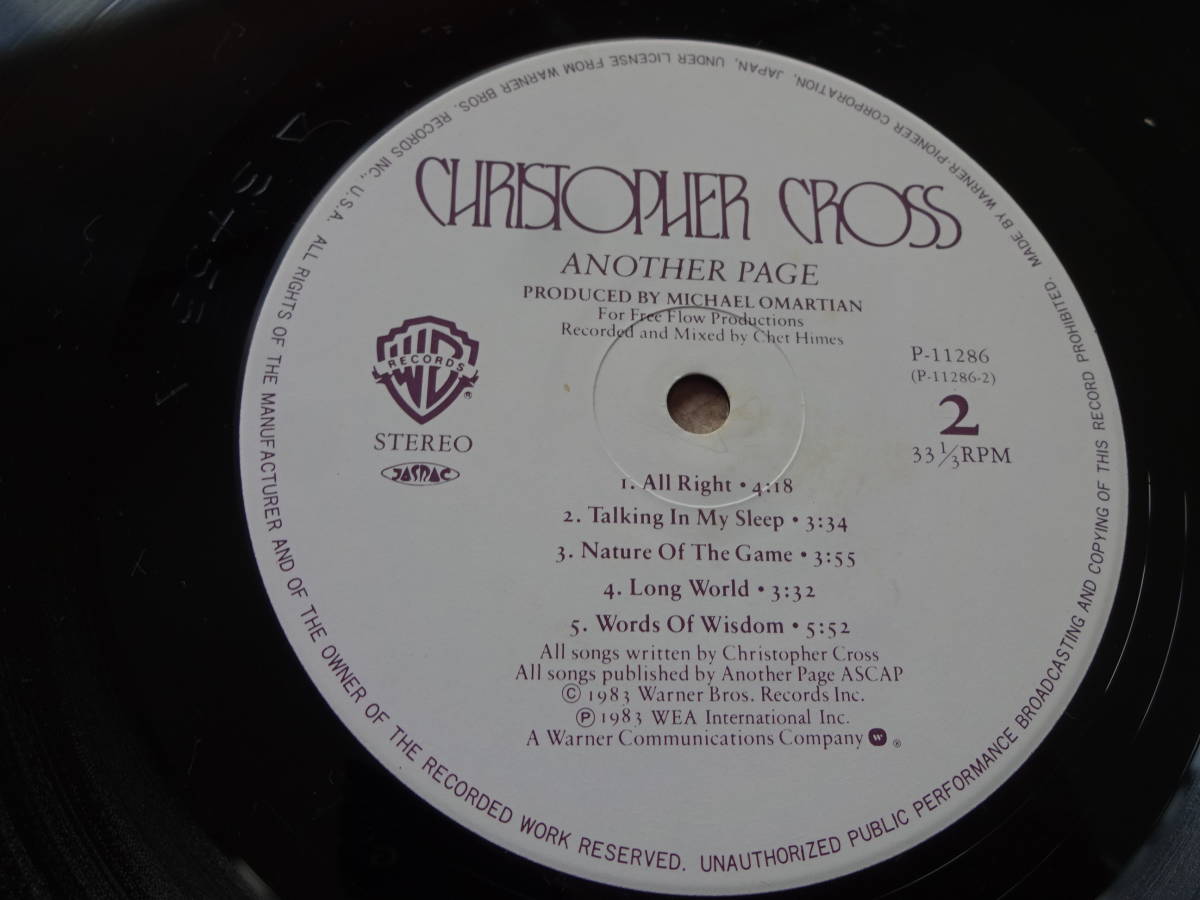 CHRISTOPHER CROSS
ANOTHER PAGE
PRODUCED BY MICHAEL OMARTIAN
For Free Flow Productions
Recorded and Mixed by Chet Himes
WB
RECORDS
®
STEREO
JASRAC
P-11286
(P-11286-2)
2
33 1/3 RPM
1. All Right • 4:18
2. Talking In My Sleep • 3:34
3. Nature Of The Game • 3:55
4. Long World • 3:32
5. Words Of Wisdom • 5:52
All songs written by Christopher Cross
All songs published by Another Page ASCAP
© 1983 Warner Bros. Records Inc.
℗ 1983 WEA International Inc.
A Warner Communications Company W ®
MADE BY WARNER-PIONEER CORPORATION, JAPAN, UNDER LICENSE FROM WARNER BROS. RECORDS INC., U.S.A. ALL RIGHTS OF THE MANUFACTURER AND OF THE OWNER OF THE RECORDED WORK RESERVED. UNAUTHORIZED PUBLIC PERFORMANCE BROADCASTING AND COPYING OF THIS RECORD PROHIBITED.